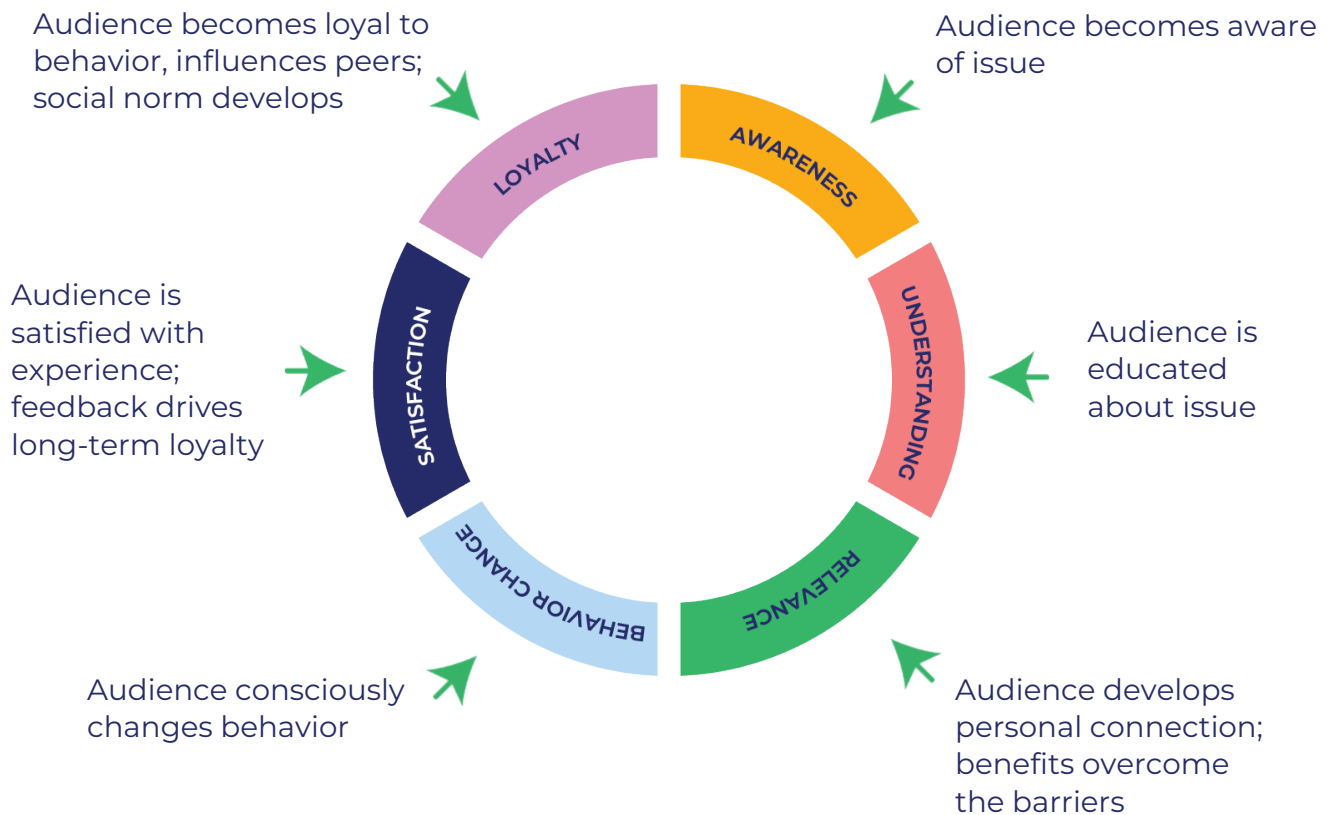 Audience becomes loyal to
behavior, influences peers;
social norm develops
Audience becomes aware
of issue
LOYALTY
AWARENESS
Audience is
satisfied with
experience;
feedback drives
long-term loyalty
SATISFACTION
UNDERSTANDING
Audience is
educated
about issue
BEHAVIOR CHANGE
RELEVANCE
Audience consciously
changes behavior
Audience develops
personal connection;
benefits overcome
the barriers